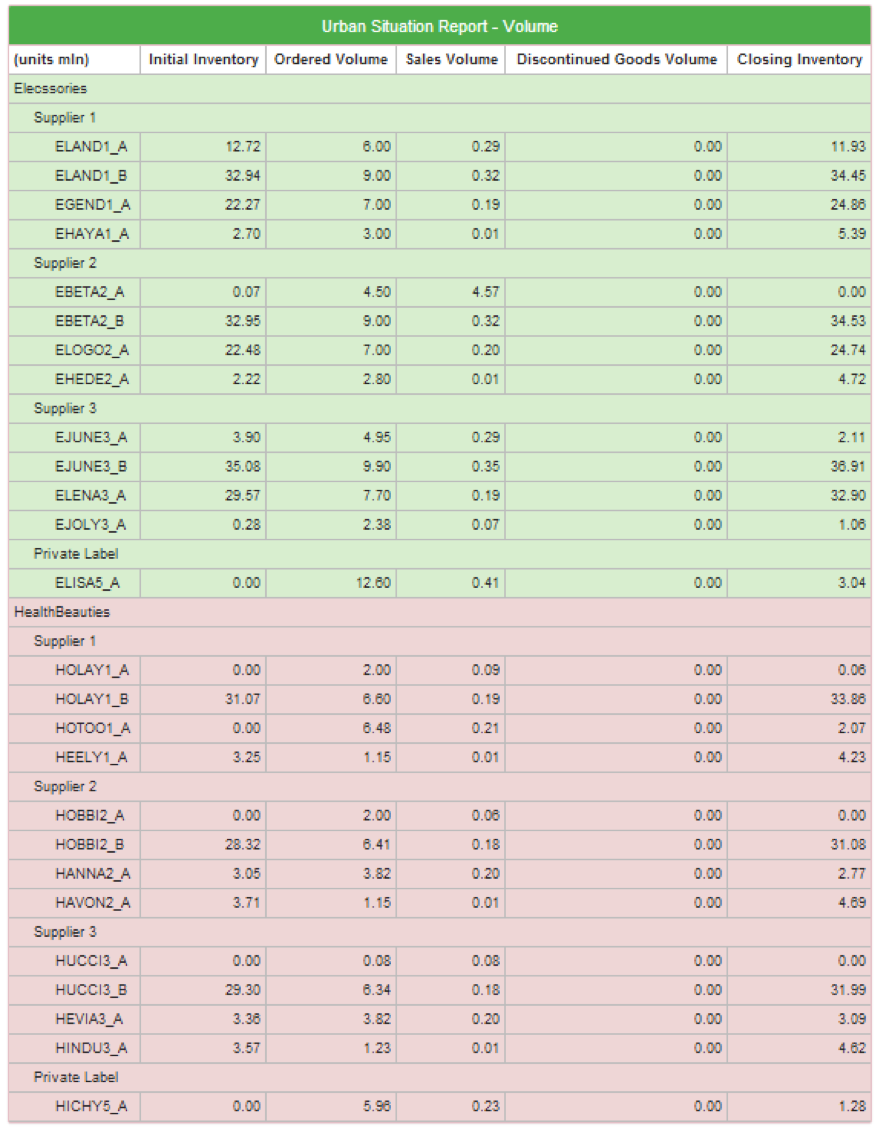 Urban Situation Report - Volume
(units mln) Initial Inventory Ordered Volume Sales Volume Discontinued Goods Volume Closing Inventory
Elecssories
Supplier 1
ELAND1_A 12.72 6.00 0.29 0.00 11.93
ELAND1_B 32.94 9.00 0.32 0.00 34.45
EGEND1_A 22.27 7.00 0.19 0.00 24.86
EHAYA1_A 2.70 3.00 0.01 0.00 5.39
Supplier 2
EBETA2_A 0.07 4.50 4.57 0.00 0.00
EBETA2_B 32.95 9.00 0.32 0.00 34.53
ELOGO2_A 22.48 7.00 0.20 0.00 24.74
EHEDE2_A 2.22 2.80 0.01 0.00 4.72
Supplier 3
EJUNE3_A 3.90 4.95 0.29 0.00 2.11
EJUNE3_B 35.08 9.90 0.35 0.00 36.91
ELENA3_A 29.57 7.70 0.19 0.00 32.90
EJOLY3_A 0.28 2.38 0.07 0.00 1.06
Private Label
ELISA5_A 0.00 12.60 0.41 0.00 3.04
HealthBeauties
Supplier 1
HOLAY1_A 0.00 2.00 0.09 0.00 0.06
HOLAY1_B 31.07 6.60 0.19 0.00 33.86
HOTOO1_A 0.00 6.48 0.21 0.00 2.07
HEELY1_A 3.25 1.15 0.01 0.00 4.23
Supplier 2
HOBBI2_A 0.00 2.00 0.06 0.00 0.00
HOBBI2_B 28.32 6.41 0.18 0.00 31.08
HANNA2_A 3.05 3.82 0.20 0.00 2.77
HAVON2_A 3.71 1.15 0.01 0.00 4.69
Supplier 3
HUCCI3_A 0.00 0.08 0.08 0.00 0.00
HUCCI3_B 29.30 6.34 0.18 0.00 31.99
HEVIA3_A 3.36 3.82 0.20 0.00 3.09
HINDU3_A 3.57 1.23 0.01 0.00 4.62
Private Label
HICHY5_A 0.00 5.96 0.23 0.00 1.28